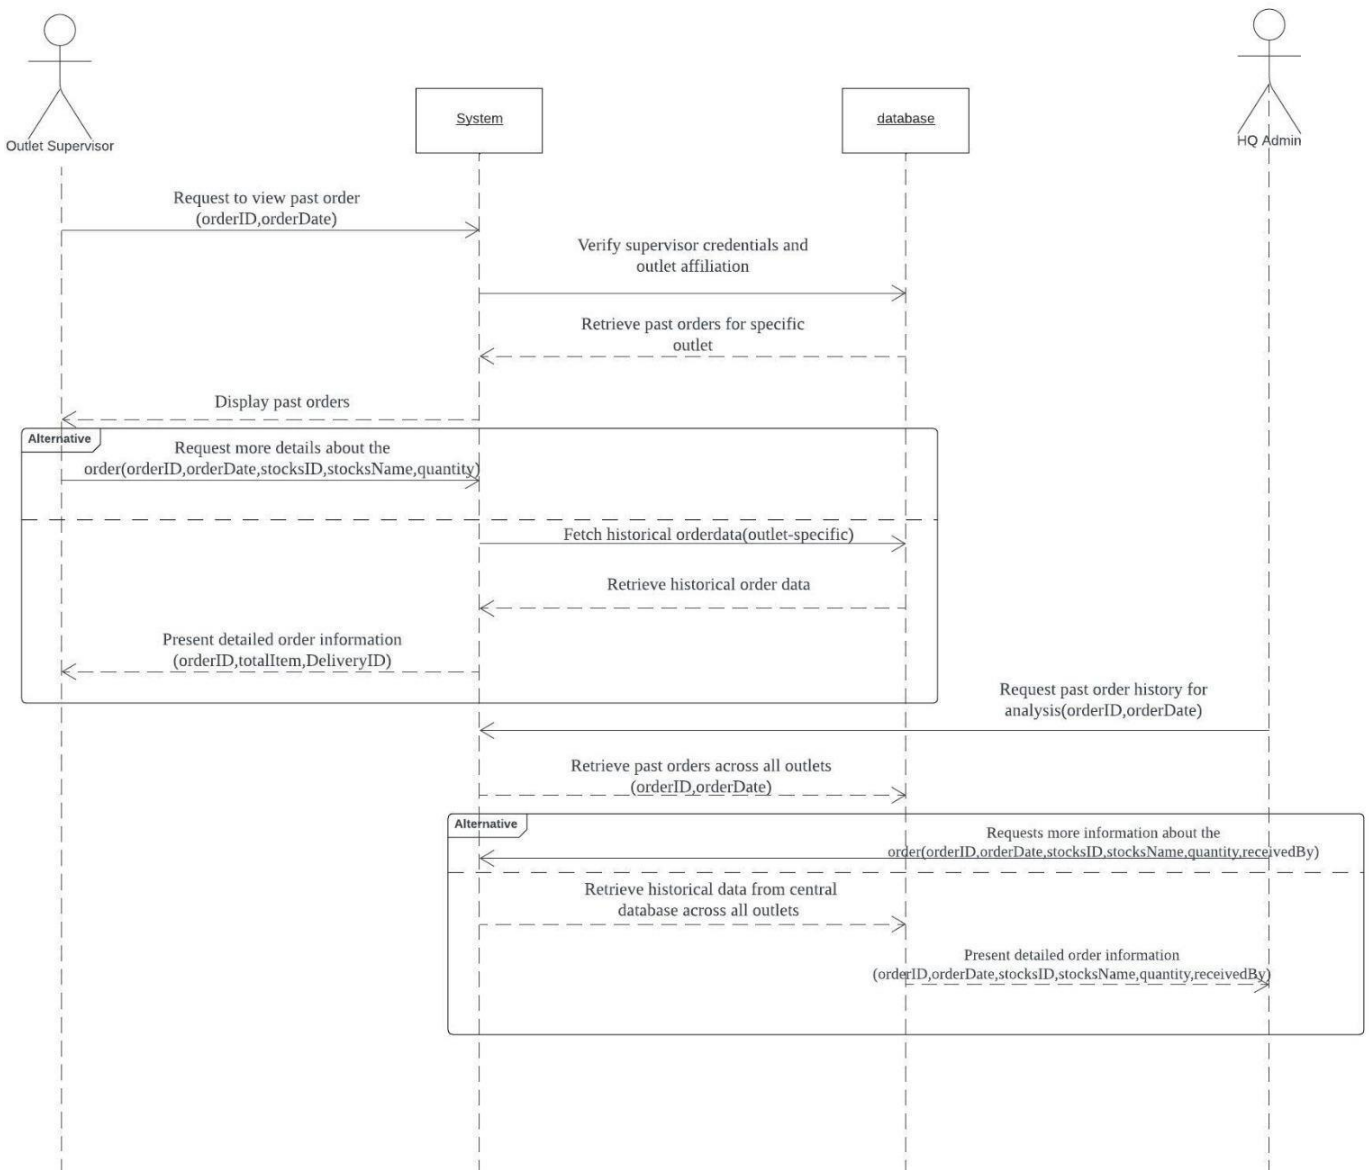 Outlet Supervisor
System
database
HQ Admin
Request to view past order
(orderID,orderDate)
Verify supervisor credentials and
outlet affiliation
Retrieve past orders for specific
outlet
Display past orders
Alternative
Request more details about the
order(orderID,orderDate,stocksID,stocksName,quantity)
Fetch historical orderdata(outlet-specific)
Retrieve historical order data
Present detailed order information
(orderID,totalItem,DeliveryID)
Request past order history for
analysis(orderID,orderDate)
Retrieve past orders across all outlets
(orderID,orderDate)
Alternative
Requests more information about the
order(orderID,orderDate,stocksID,stocksName,quantity,receivedBy)
Retrieve historical data from central
database across all outlets
Present detailed order information
(orderID,orderDate,stocksID,stocksName,quantity,receivedBy)